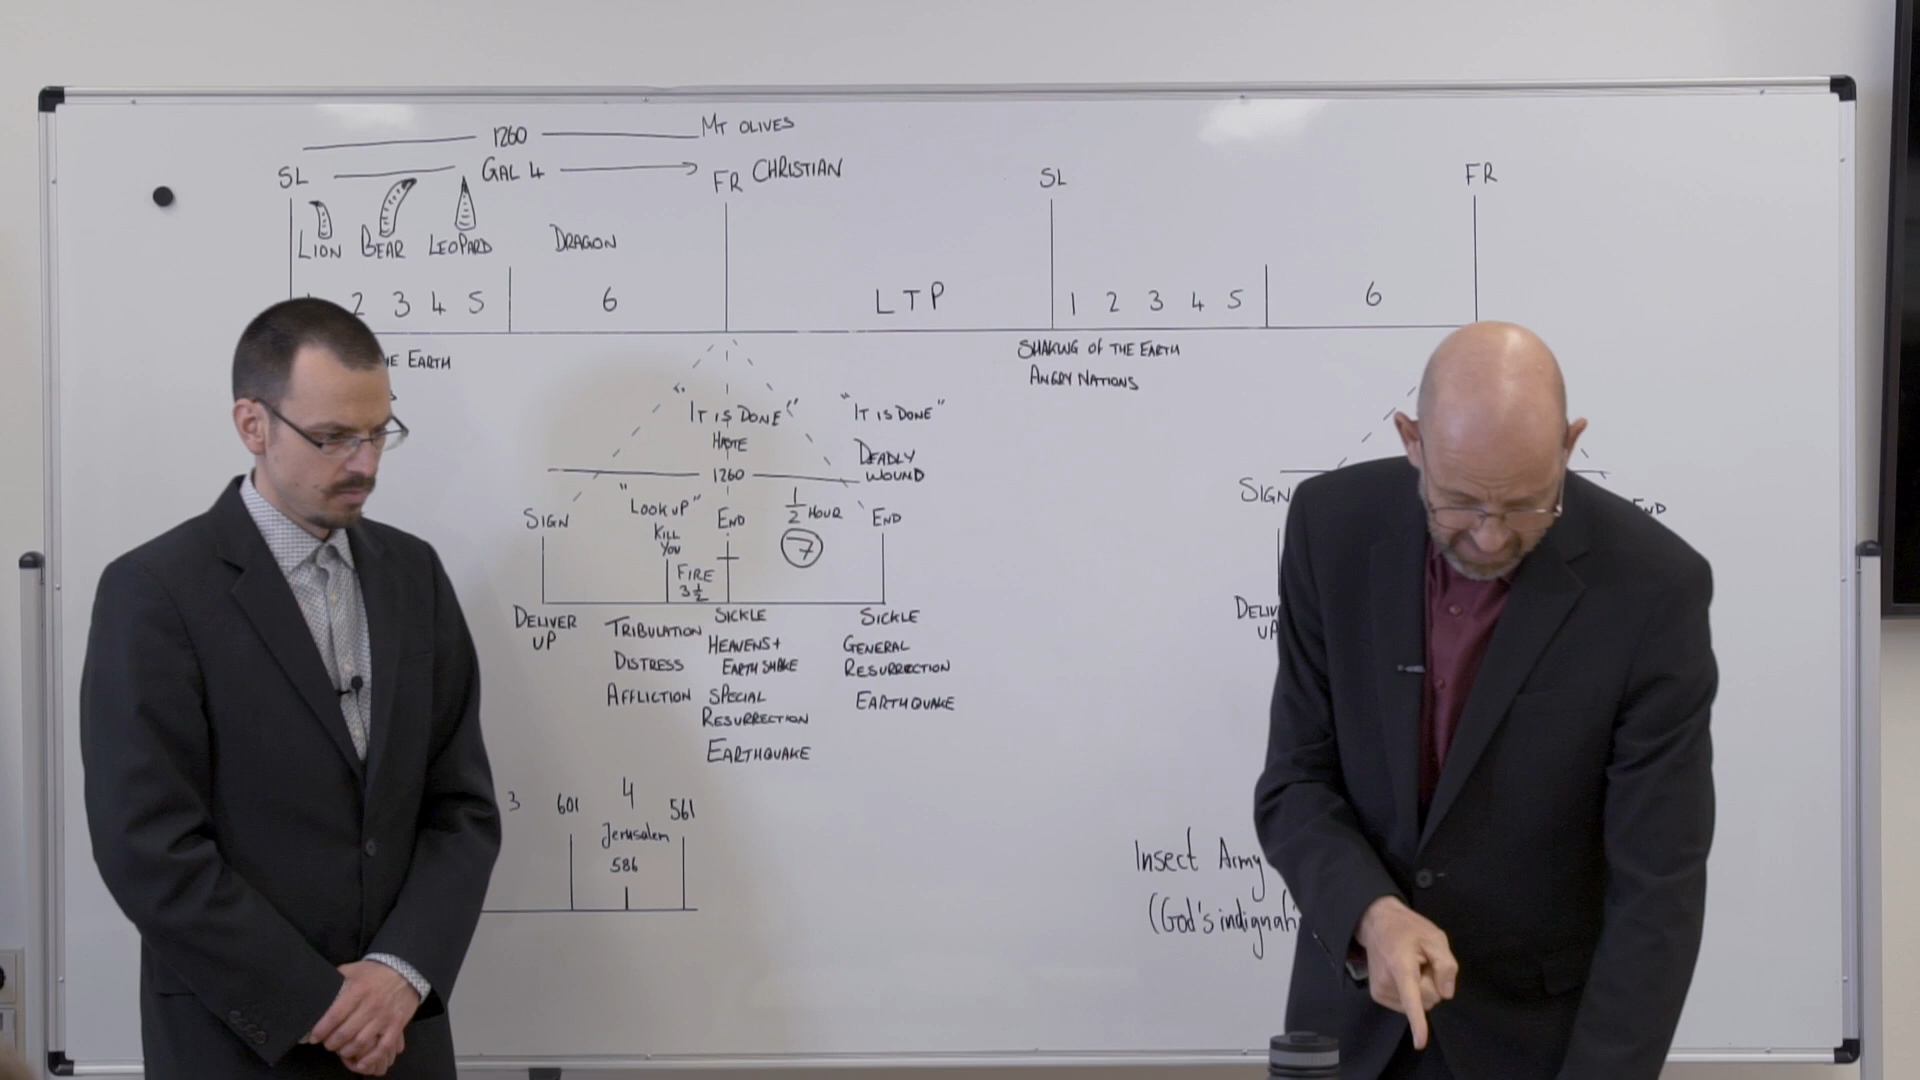 1260 MT OLIVES
SL GAL 4 FR CHRISTIAN
LION BEAR LEOPARD DRAGON
2 3 4 5 6
EARTH
LTP
SL FR
1 2 3 4 5 6
SHAKING OF THE EARTH
ANGRY NATIONS
"IT IS DONE"
HASTE
1260
"IT IS DONE"
DEADLY
WOUND
SIGN
"LOOK UP"
KILL
YOU
FIRE
3 1/2
END
1/2 HOUR
7
END
DELIVER
UP
TRIBULATION
DISTRESS
AFFLICTION
SICKLE
HEAVENS +
EARTH SHAKE
SPECIAL
RESURRECTION
EARTHQUAKE
SICKLE
GENERAL
RESURRECTION
EARTHQUAKE
SIGN
UP
3 601 4 561
Jerusalem
586
Insect Army
(God's